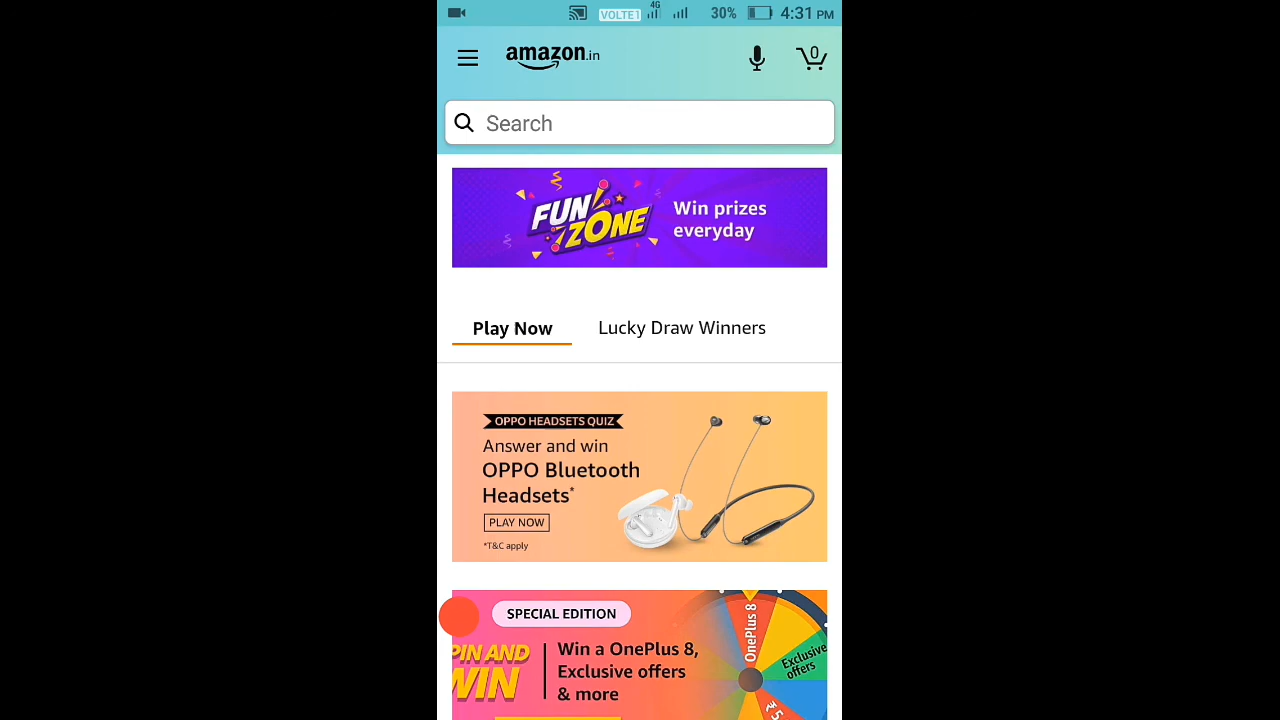 VOLTE1 4G 30% 4:31 PM
amazon.in
0
Search
FUN ZONE
Win prizes
everyday
Play Now Lucky Draw Winners
OPPO HEADSETS QUIZ
Answer and win
OPPO Bluetooth
Headsets*
PLAY NOW
*T&C apply
SPECIAL EDITION
PIN AND
WIN
Win a OnePlus 8,
Exclusive offers
& more
OnePlus 8
Exclusive
offers
₹ 5